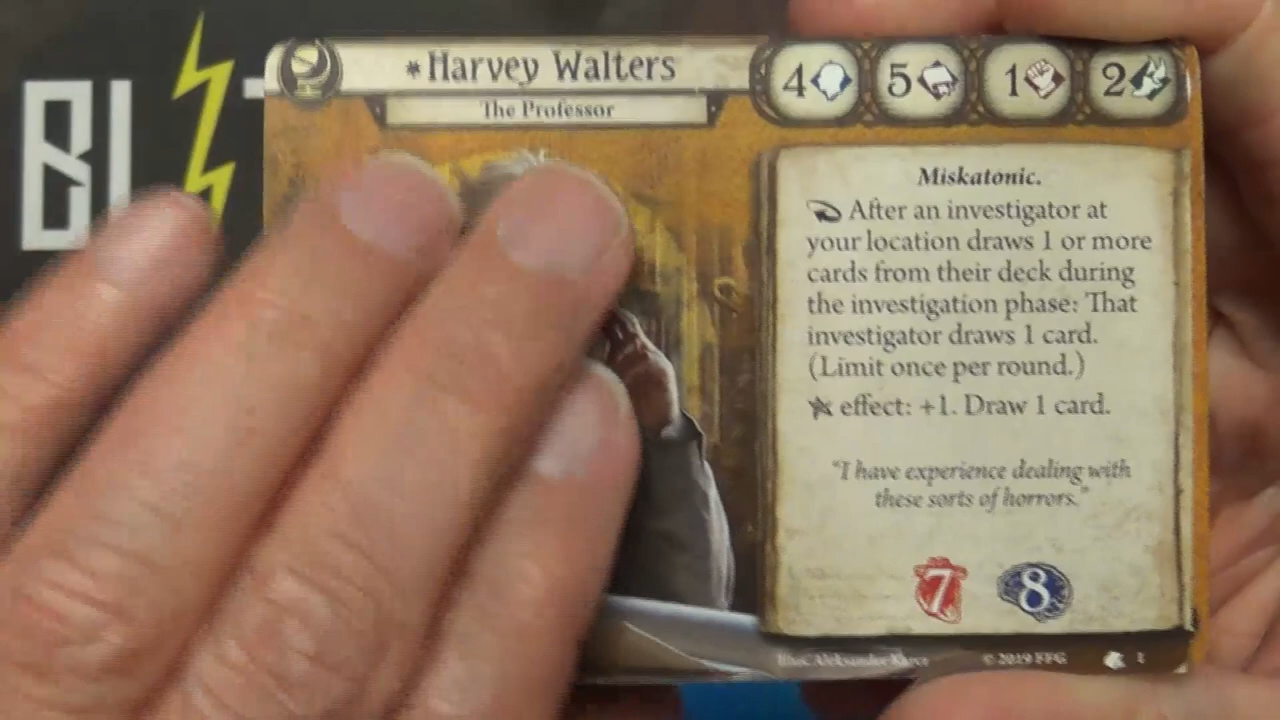 BL
*Harvey Walters
The Professor
4 5 1 2
Miskatonic.
After an investigator at
your location draws 1 or more
cards from their deck during
the investigation phase: That
investigator draws 1 card.
(Limit once per round.)
effect: +1. Draw 1 card.
"I have experience dealing with
these sorts of horrors."
7 8
© 2019 FFG
1